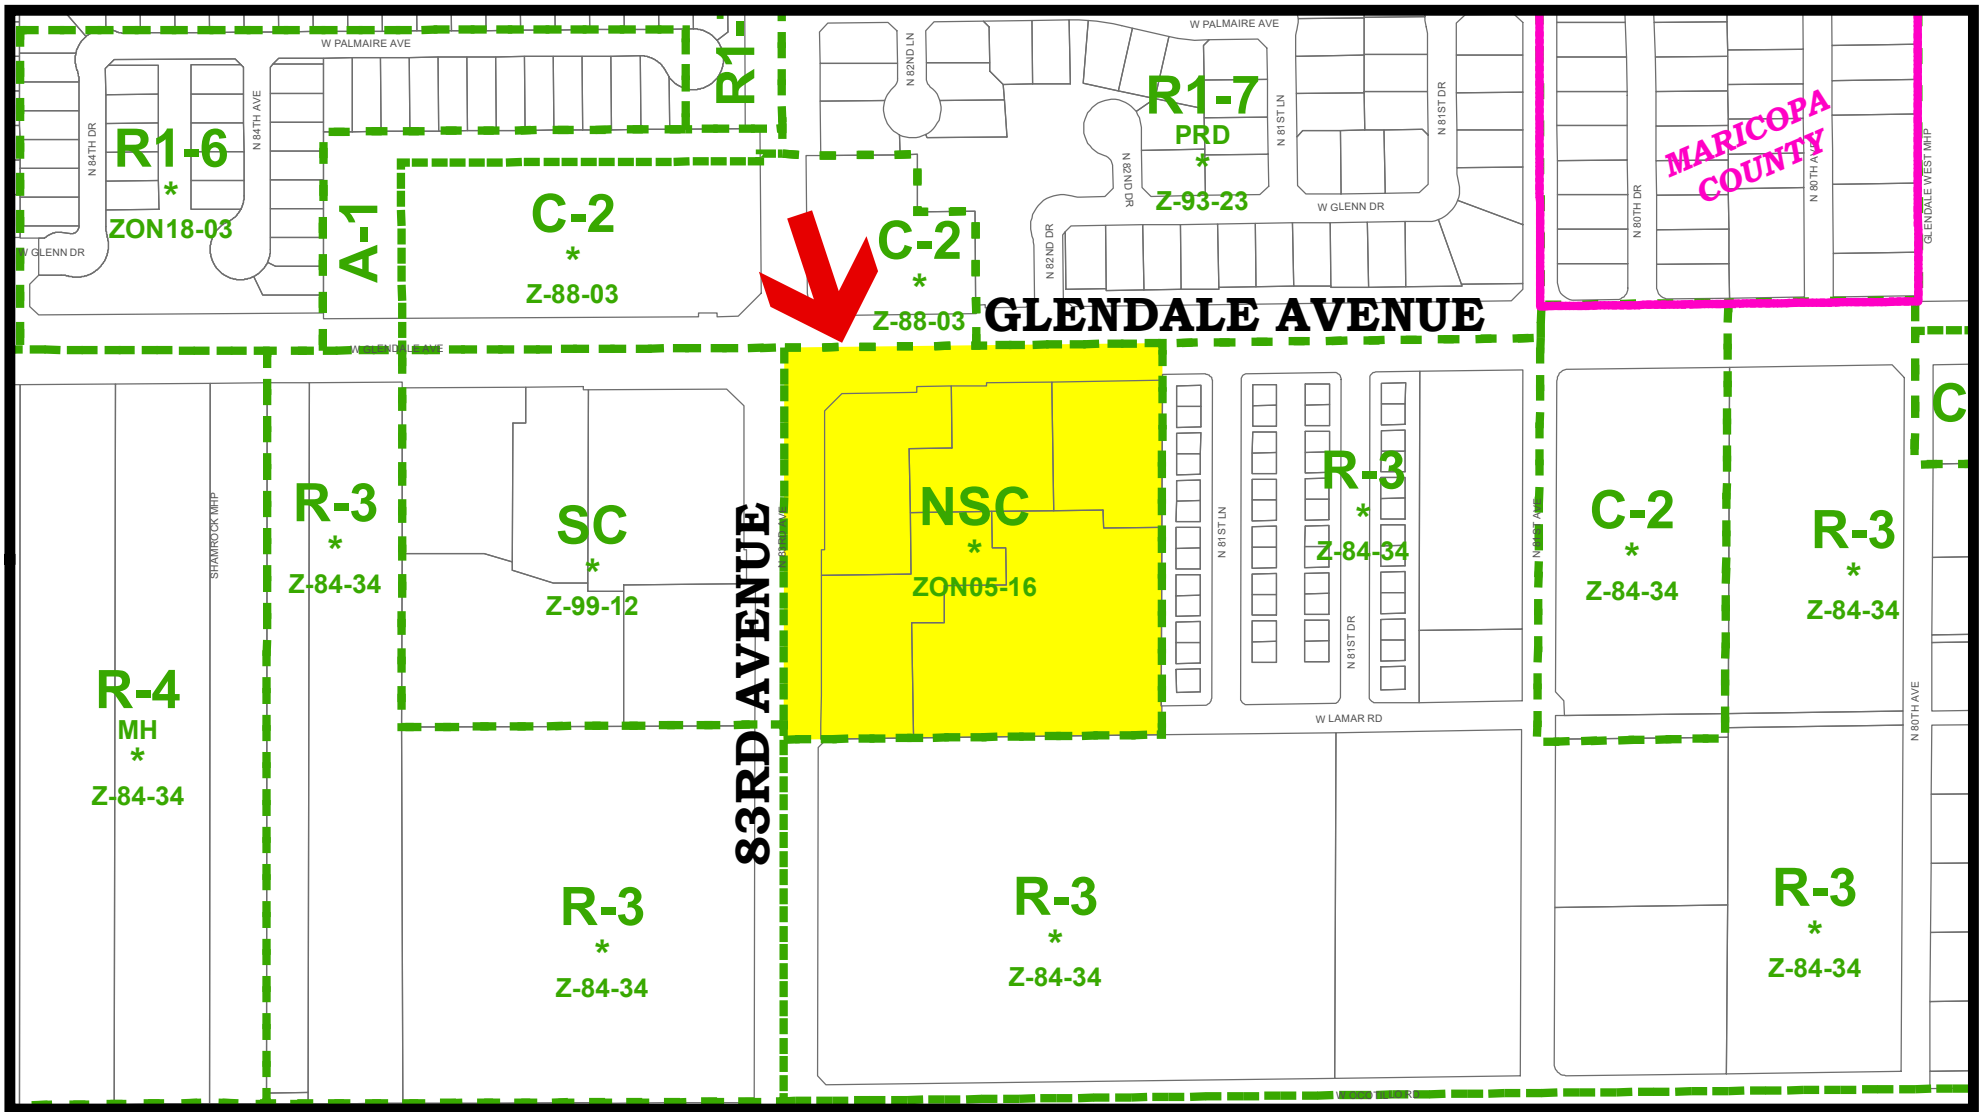 W PALMAIRE AVE
R1-
N 82ND LN
W PALMAIRE AVE
R1-7
PRD
*
Z-93-23
N 81ST LN
N 81ST DR
MARICOPA
COUNTY
N 80TH AVE
GLENDALE WEST MHP
N 84TH DR
R1-6
*
ZON18-03
N 84TH AVE
W GLENN DR
A-1
C-2
*
Z-88-03
C-2
*
Z-88-03
N 82ND DR
N 82ND DR
W GLENN DR
N 80TH DR
GLENDALE AVENUE
W GLENDALE AVE
C
SHAMROCK MHP
R-3
*
Z-84-34
SC
*
Z-99-12
83RD AVENUE
N 83RD AVE
NSC
*
ZON05-16
N 81ST LN
R-3
*
Z-84-34
N 81ST DR
N 81ST AVE
C-2
*
Z-84-34
R-3
*
Z-84-34
N 80TH AVE
R-4
MH
*
Z-84-34
W LAMAR RD
R-3
*
Z-84-34
R-3
*
Z-84-34
R-3
*
Z-84-34
W OCOTILLO RD